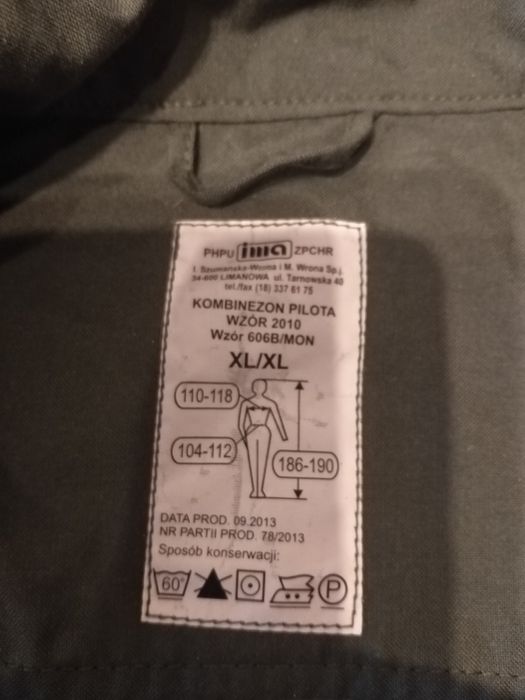 PHPU ima ZPCHR
I. Szumańska-Wrona i M. Wrona Sp.j.
34-600 LIMANOWA ul. Tarnowska 40
tel./fax (18) 337 61 75
KOMBINEZON PILOTA
WZÓR 2010
Wzór 606B/MON
XL/XL
110-118
104-112
186-190
DATA PROD. 09.2013
NR PARTII PROD. 78/2013
Sposób konserwacji:
60° P